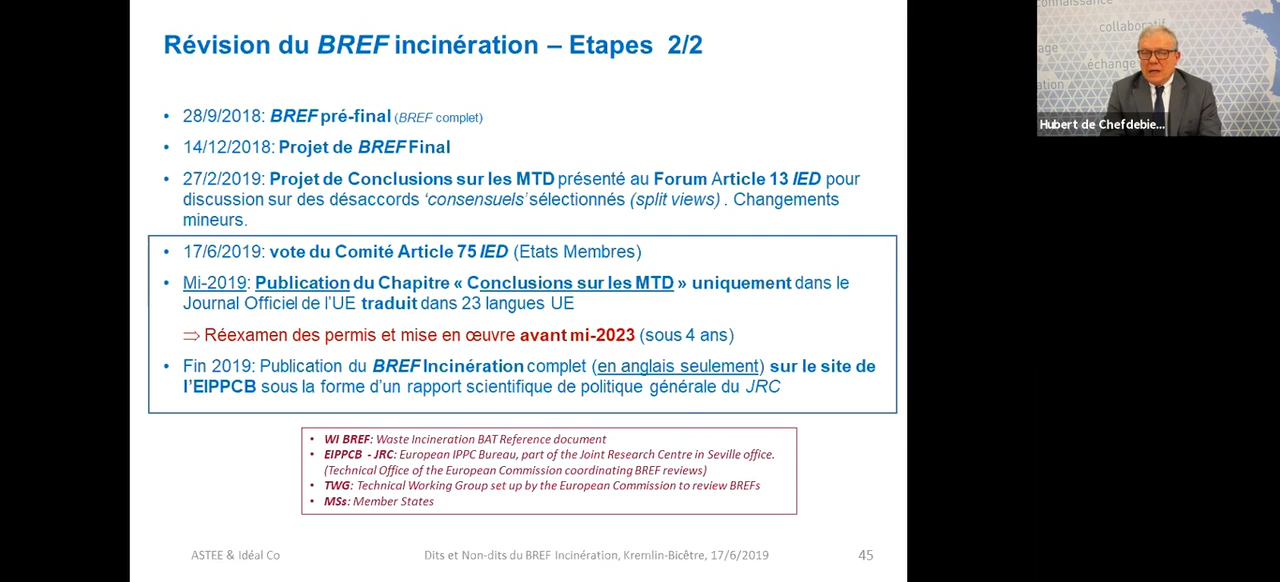 Révision du BREF incinération – Etapes 2/2
• 28/9/2018: BREF pré-final (BREF complet)
• 14/12/2018: Projet de BREF Final
• 27/2/2019: Projet de Conclusions sur les MTD présenté au Forum Article 13 IED pour
discussion sur des désaccords ‘consensuels’ sélectionnés (split views) . Changements
mineurs.
• 17/6/2019: vote du Comité Article 75 IED (Etats Membres)
• Mi-2019: Publication du Chapitre « Conclusions sur les MTD » uniquement dans le
Journal Officiel de l’UE traduit dans 23 langues UE
⇒ Réexamen des permis et mise en œuvre avant mi-2023 (sous 4 ans)
• Fin 2019: Publication du BREF Incinération complet (en anglais seulement) sur le site de
l’EIPPCB sous la forme d’un rapport scientifique de politique générale du JRC
• WI BREF: Waste Incineration BAT Reference document
• EIPPCB - JRC: European IPPC Bureau, part of the Joint Research Centre in Seville office.
(Technical Office of the European Commission coordinating BREF reviews)
• TWG: Technical Working Group set up by the European Commission to review BREFs
• MSs: Member States
ASTEE & Idéal Co
Dits et Non-dits du BREF Incinération, Kremlin-Bicêtre, 17/6/2019
45
connaissance
collaboratif
échange
Hubert de Chefdebie...